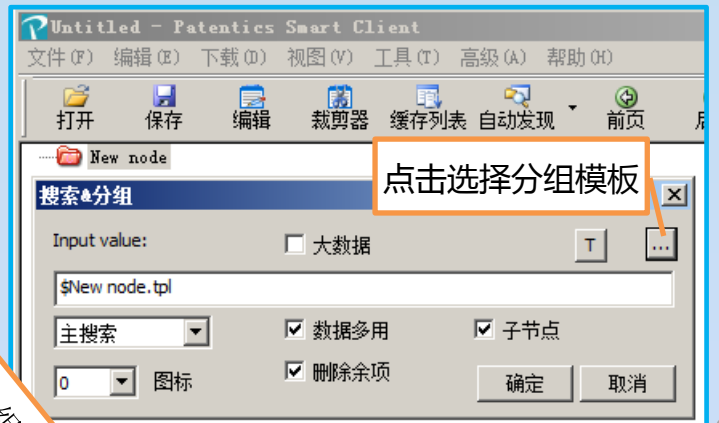 Untitled - Patentics Smart Client
文件(F) 编辑(E) 下载(D) 视图(V) 工具(T) 高级(A) 帮助(H)
打开 保存 编辑 裁剪器 缓存列表 自动发现 前页
New node
点击选择分组模板
搜索&分组
Input value: 大数据 T ...
$New node.tpl
主搜索 数据多用 子节点
0 图标 删除余项 确定 取消